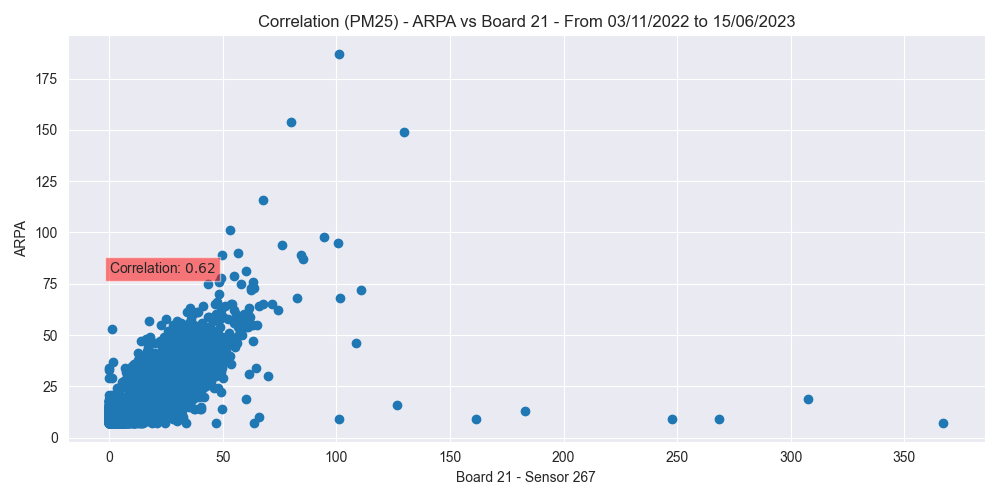 Correlation (PM25) - ARPA vs Board 21 - From 03/11/2022 to 15/06/2023
175
150
125
100
75
50
25
0
ARPA
Correlation: 0.62
0 50 100 150 200 250 300 350
Board 21 - Sensor 267